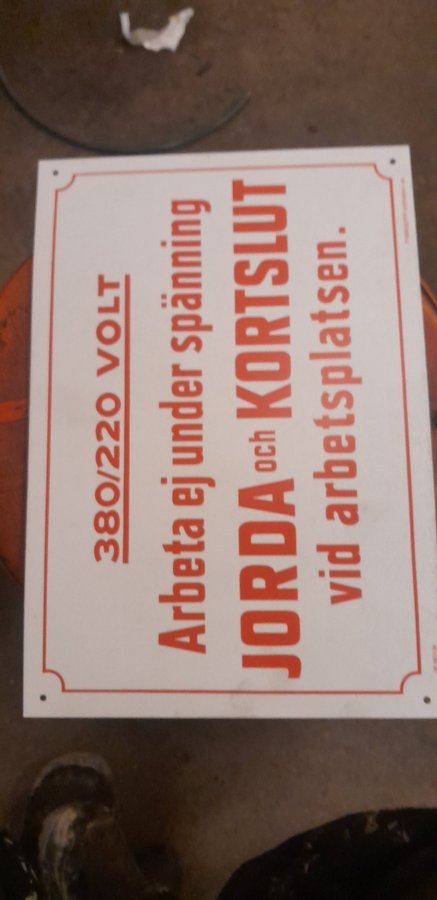 380/220 VOLT
Arbeta ej under spänning
JORDA och KORTSLUT
vid arbetsplatsen.